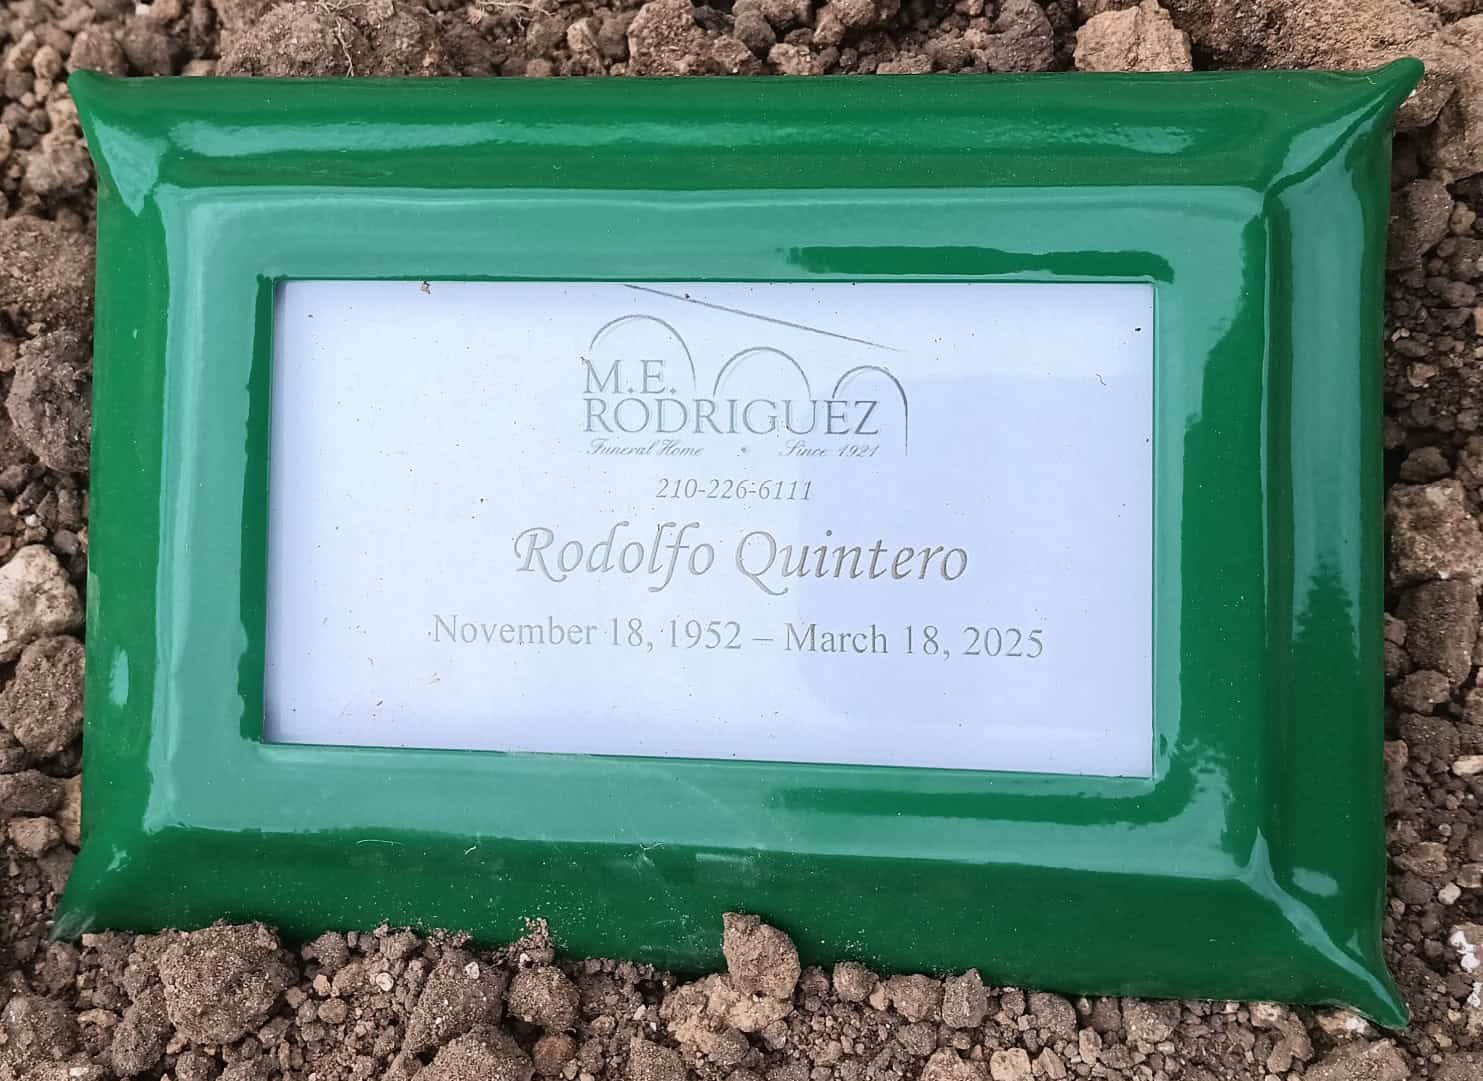 M.E.
RODRIGUEZ
Funeral Home • Since 1921
210-226-6111
Rodolfo Quintero
November 18, 1952 – March 18, 2025